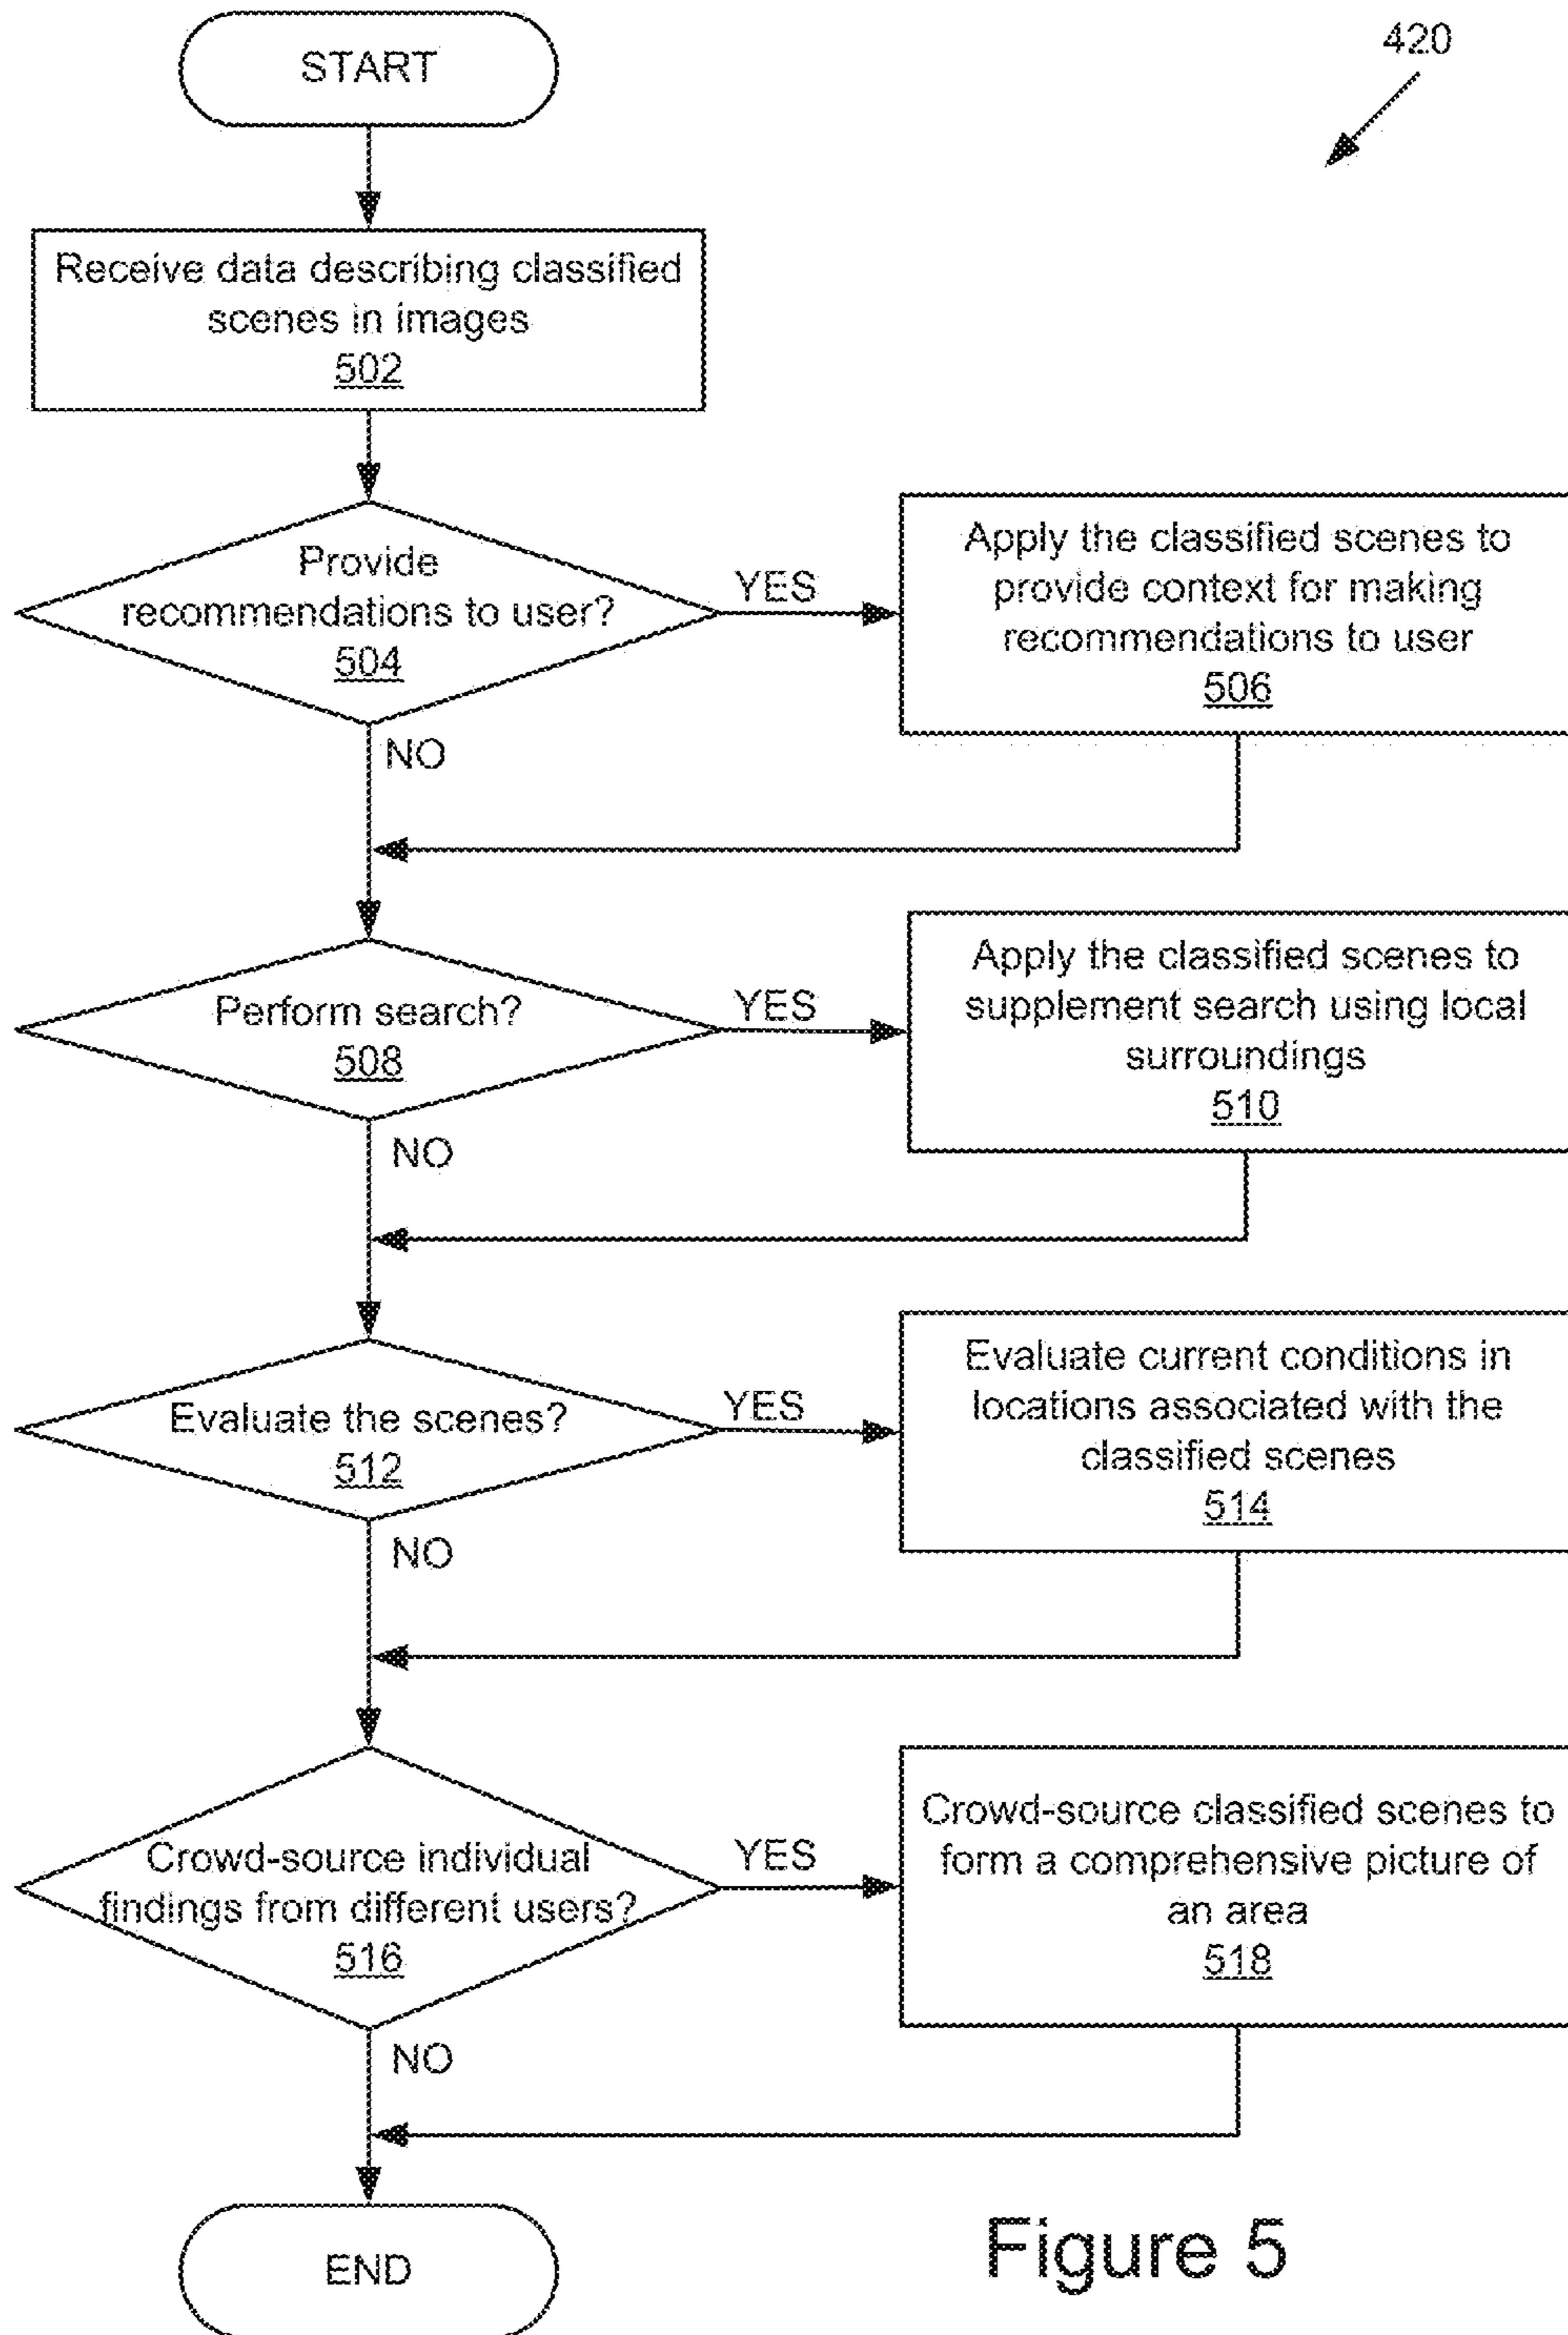 START
420
Receive data describing classified
scenes in images
502
Provide
recommendations to user?
504
YES
Apply the classified scenes to
provide context for making
recommendations to user
506
NO
Perform search?
508
YES
Apply the classified scenes to
supplement search using local
surroundings
510
NO
Evaluate the scenes?
512
YES
Evaluate current conditions in
locations associated with the
classified scenes
514
NO
Crowd-source individual
findings from different users?
516
YES
Crowd-source classified scenes to
form a comprehensive picture of
an area
518
NO
END
Figure 5